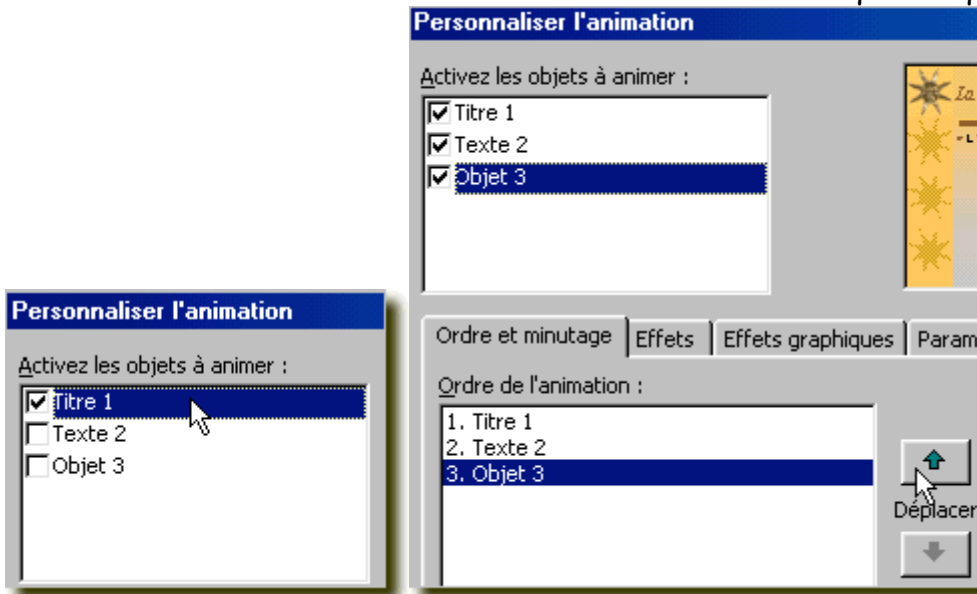 Personnaliser l'animation
Activez les objets à animer :
Titre 1
Texte 2
Objet 3
Personnaliser l'animation
Activez les objets à animer :
Titre 1
Texte 2
Objet 3
La
- L
Ordre et minutage
Effets
Effets graphiques
Param
Ordre de l'animation :
1. Titre 1
2. Texte 2
3. Objet 3
Déplacer